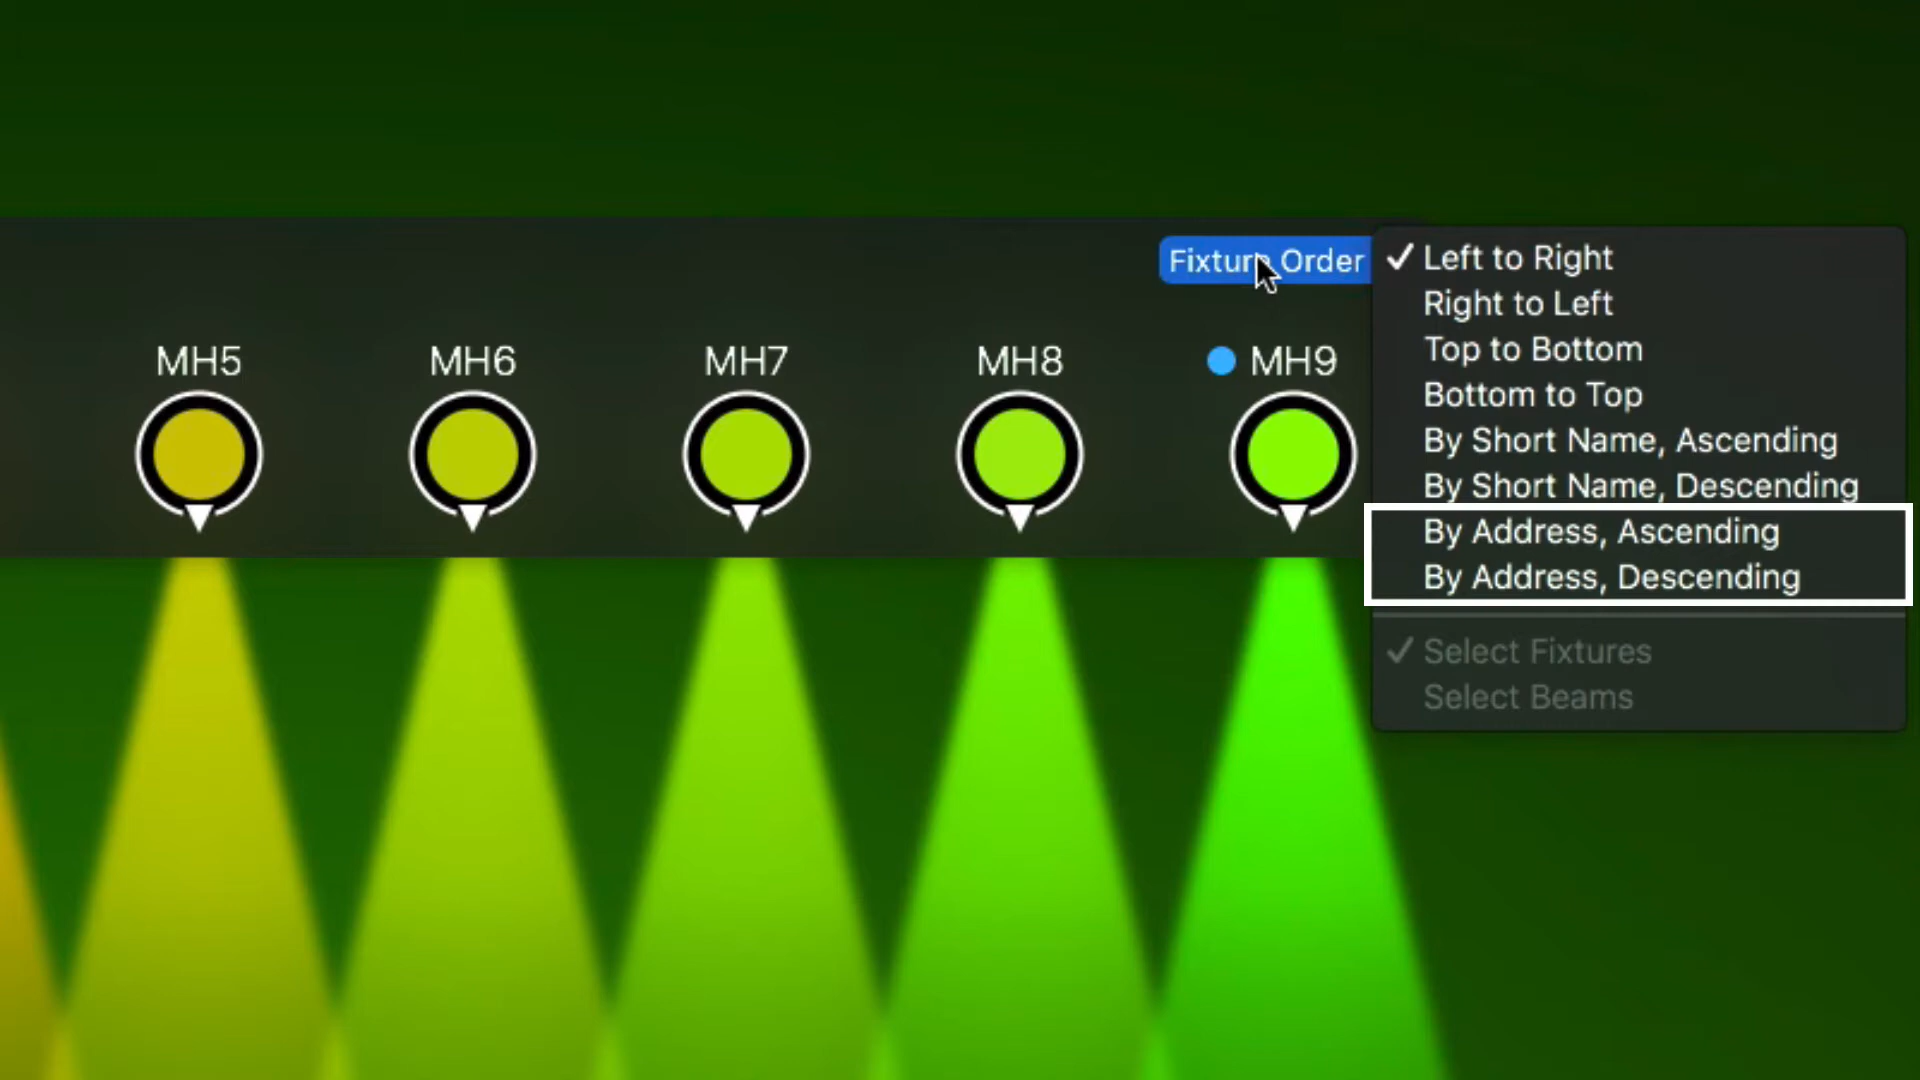 Fixture Order
Left to Right
Right to Left
Top to Bottom
Bottom to Top
By Short Name, Ascending
By Short Name, Descending
By Address, Ascending
By Address, Descending
Select Fixtures
Select Beams
MH5
MH6
MH7
MH8
MH9